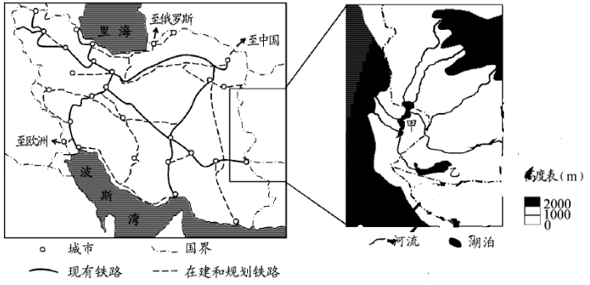 里海
至俄罗斯
至中国
至欧洲
波
斯
湾
城市
国界
现有铁路
在建和规划铁路
甲
乙
高度表(m)
2000
1000
0
河流
湖泊